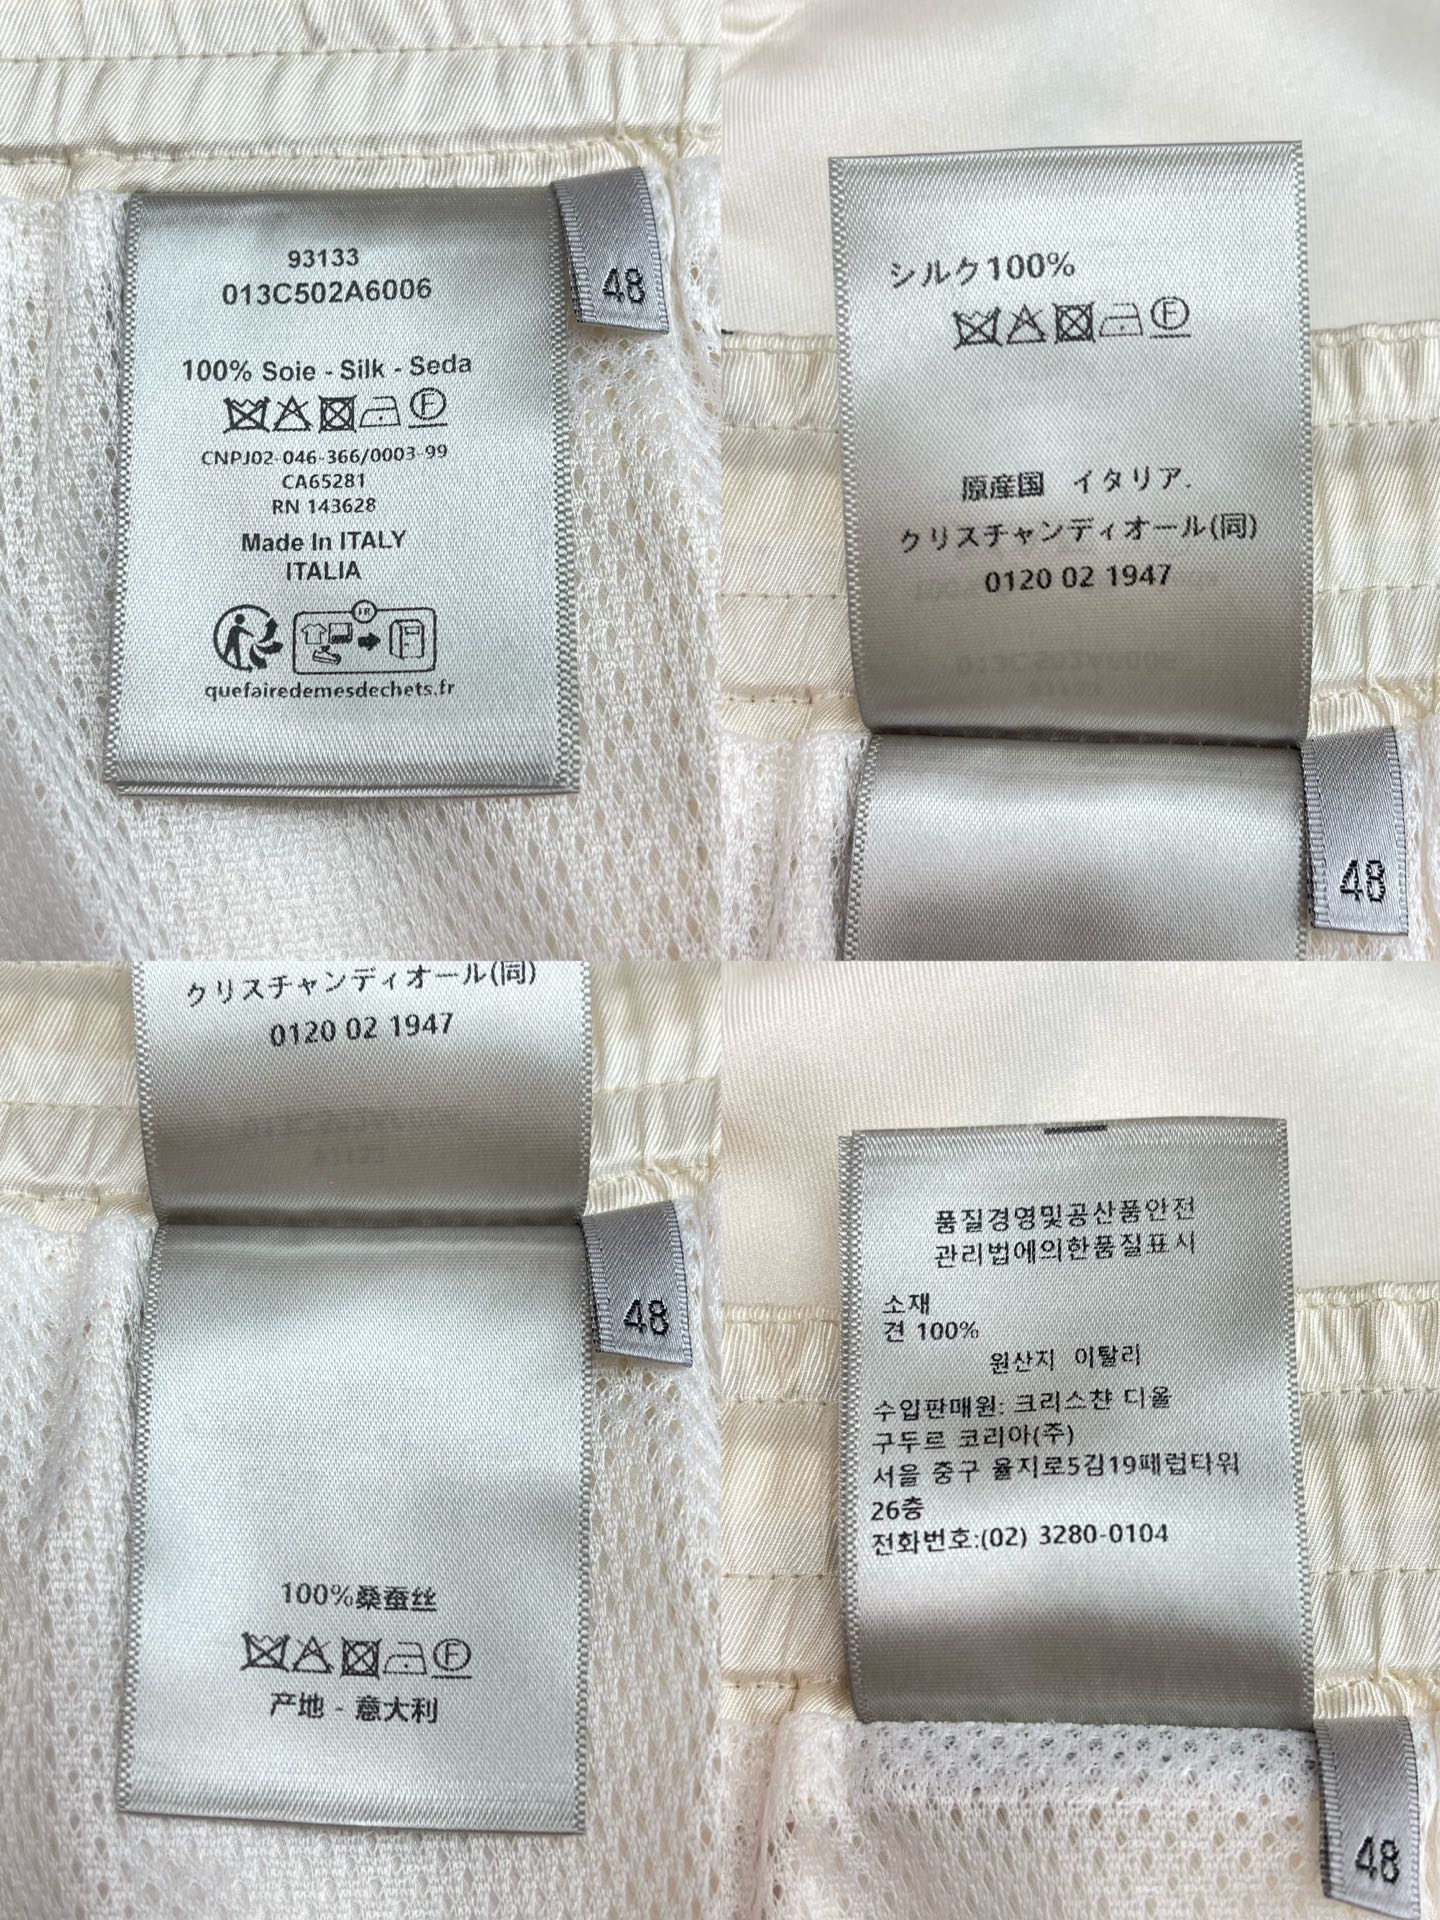 93133
013C502A6006
48
100% Soie - Silk - Seda
CNPJ02-046-366/0003-99
CA65281
RN 143628
Made In ITALY
ITALIA
FR
quefairedemesdechets.fr
シルク100%
原産国 イタリア.
クリスチャンディオール(同)
0120 02 1947
48
クリスチャンディオール(同)
0120 02 1947
48
100%桑蚕丝
产地 - 意大利
품질경영및공산품안전
관리법에의한품질표시
소재
견 100%
원산지 이탈리
수입판매원: 크리스챤 디올
구두르 코리아(주)
서울 중구 율지로5김19패럽타워
26층
전화번호:(02) 3280-0104
48